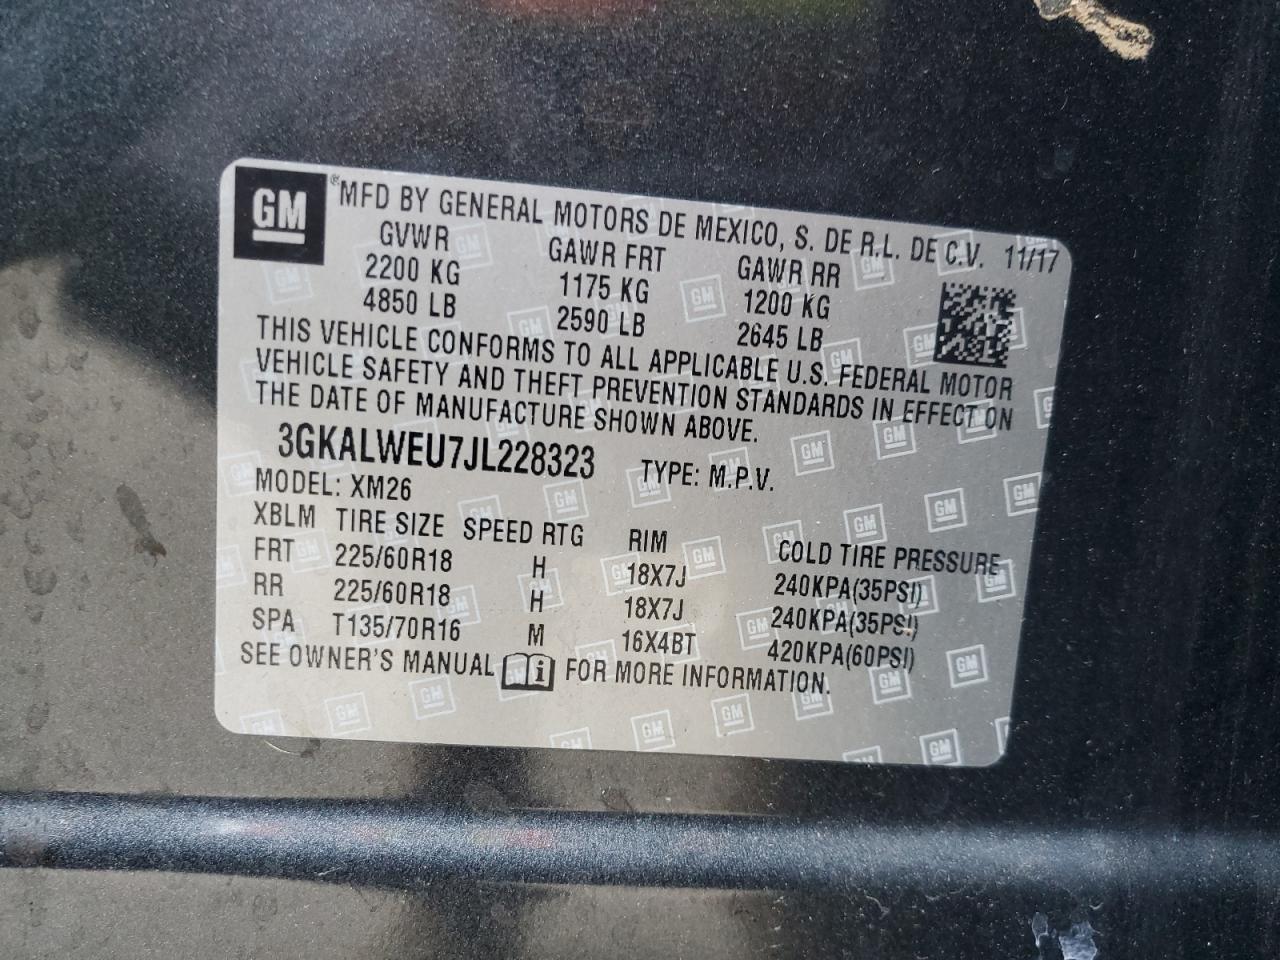 GM ® MFD BY GENERAL MOTORS DE MEXICO, S. DE R.L. DE C.V. 11/17
GVWR GAWR FRT GAWR RR
2200 KG 1175 KG 1200 KG
4850 LB 2590 LB 2645 LB
THIS VEHICLE CONFORMS TO ALL APPLICABLE U.S. FEDERAL MOTOR
VEHICLE SAFETY AND THEFT PREVENTION STANDARDS IN EFFECT ON
THE DATE OF MANUFACTURE SHOWN ABOVE.
3GKALWEU7JL228323 TYPE: M.P.V.
MODEL: XM26
XBLM TIRE SIZE SPEED RTG RIM COLD TIRE PRESSURE
FRT 225/60R18 H 18X7J 240KPA(35PSI)
RR 225/60R18 H 18X7J 240KPA(35PSI)
SPA T135/70R16 M 16X4BT 420KPA(60PSI)
SEE OWNER'S MANUAL i FOR MORE INFORMATION.